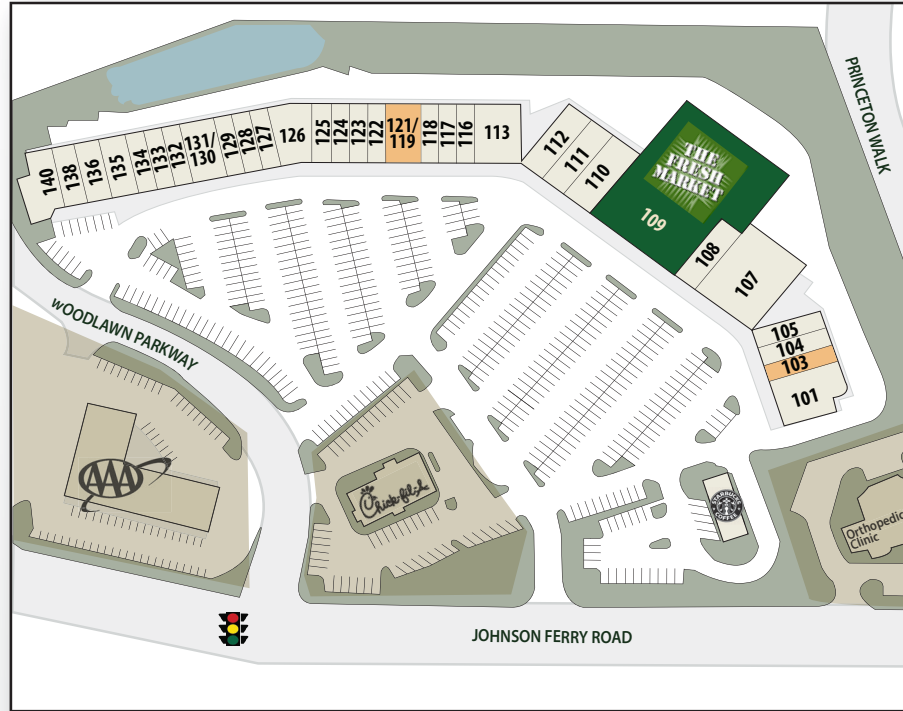 PRINCETON WALK
140
138
136
135
134
133
132
131/
130
129
128
127
126
125
124
123
122
121/
119
118
117
116
113
112
111
110
THE
FRESH
MARKET
109
108
107
105
104
103
101
wOODLAWN PARKWAY
AAA
Chick-fil-A
STARBUCKS
COFFEE
Orthopedic
Clinic
JOHNSON FERRY ROAD